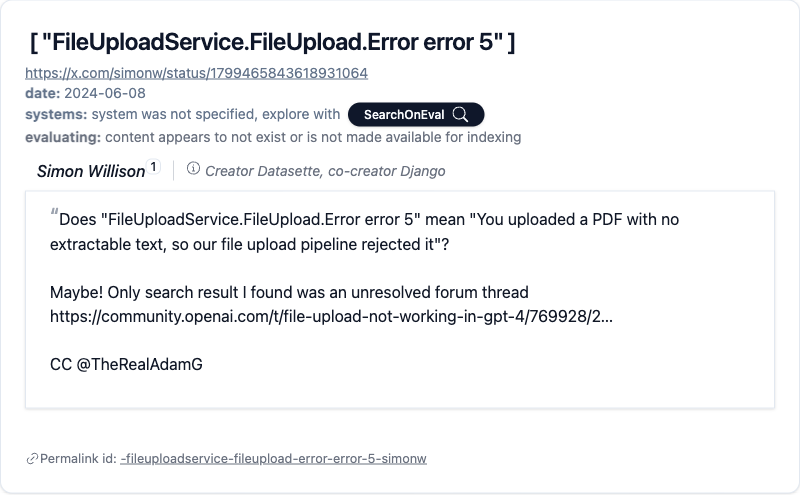 [ "FileUploadService.FileUpload.Error error 5" ]
https://x.com/simonw/status/1799465843618931064
date: 2024-06-08
systems: system was not specified, explore with SearchOnEval
evaluating: content appears to not exist or is not made available for indexing
Simon Willison 1 Creator Datasette, co-creator Django
“Does "FileUploadService.FileUpload.Error error 5" mean "You uploaded a PDF with no
extractable text, so our file upload pipeline rejected it"?
Maybe! Only search result I found was an unresolved forum thread
https://community.openai.com/t/file-upload-not-working-in-gpt-4/769928/2…
CC @TheRealAdamG
Permalink id: -fileuploadservice-fileupload-error-error-5-simonw